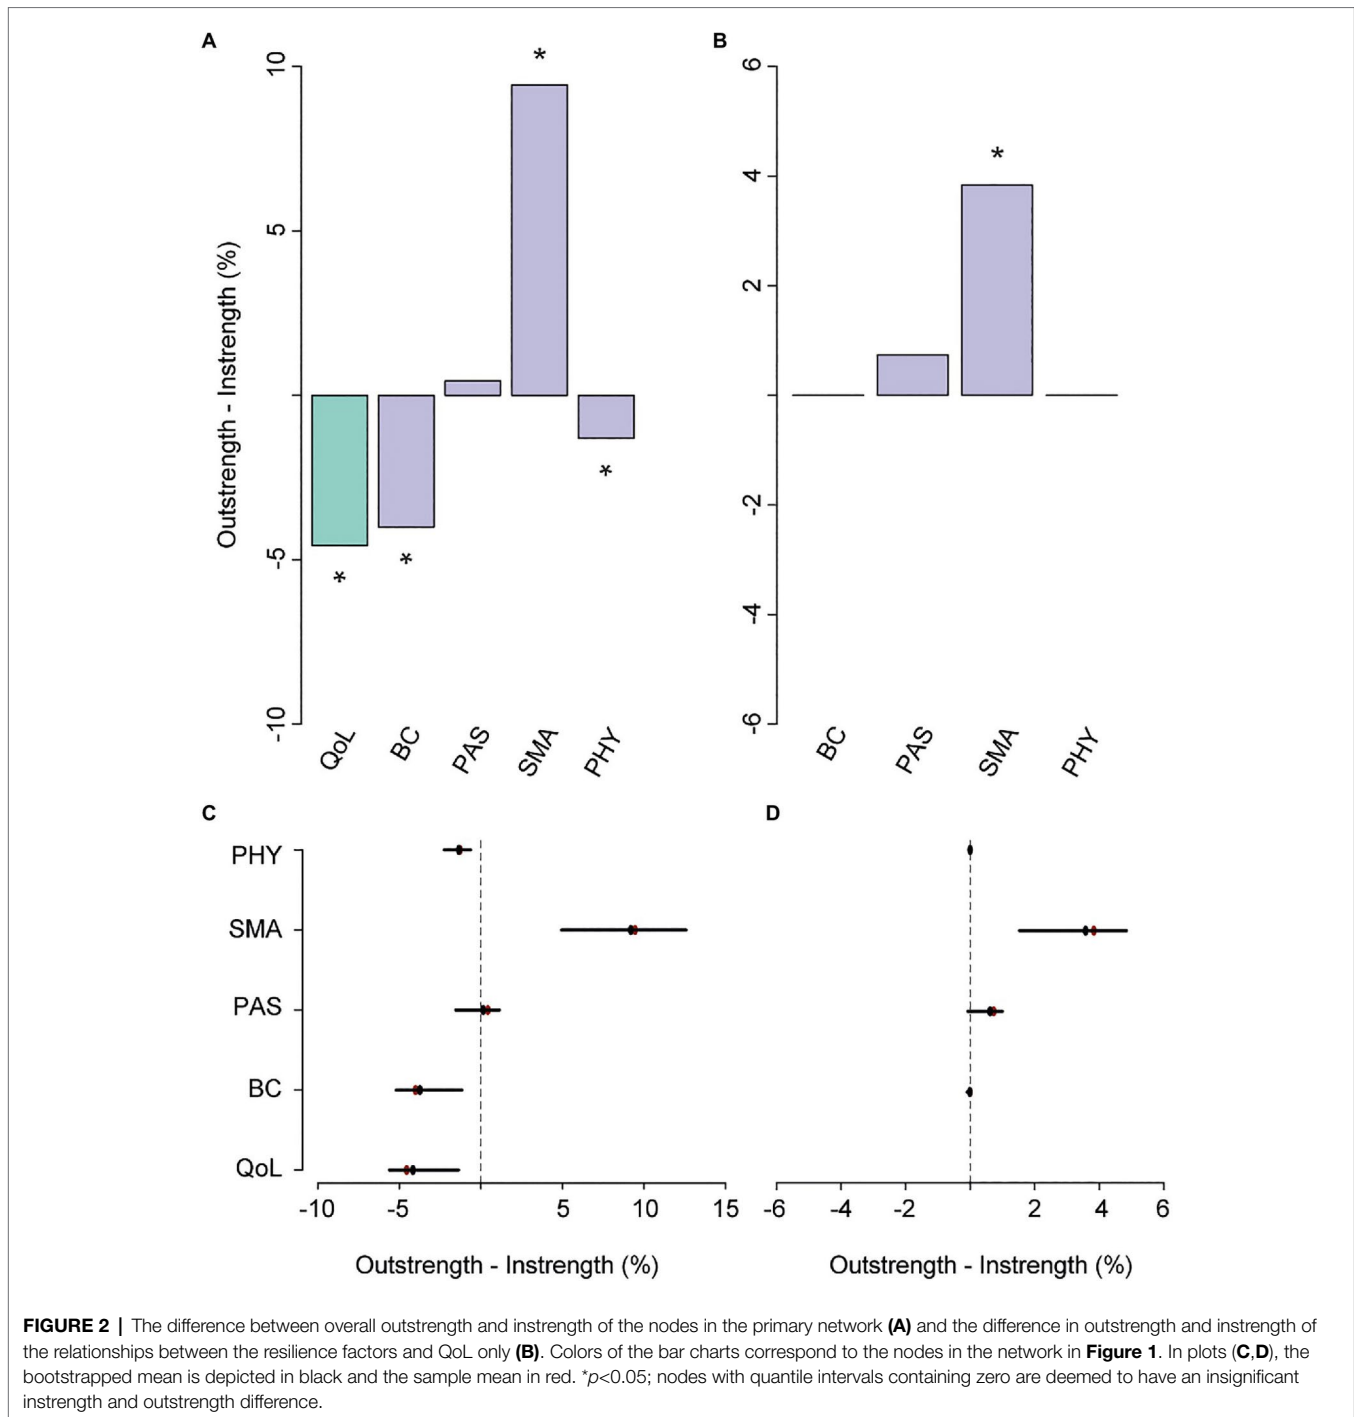 A
B
10
5
-5
-10
Outstrength - Instrength (%)
*
*
*
*
QoL
BC
PAS
SMA
PHY
6
4
2
-2
-4
-6
*
BC
PAS
SMA
PHY
C
D
PHY
SMA
PAS
BC
QoL
-10 -5 5 10 15
-6 -4 -2 2 4 6
Outstrength - Instrength (%)
Outstrength - Instrength (%)
FIGURE 2 | The difference between overall outstrength and instrength of the nodes in the primary network (A) and the difference in outstrength and instrength of
the relationships between the resilience factors and QoL only (B). Colors of the bar charts correspond to the nodes in the network in Figure 1. In plots (C,D), the
bootstrapped mean is depicted in black and the sample mean in red. *p<0.05; nodes with quantile intervals containing zero are deemed to have an insignificant
instrength and outstrength difference.